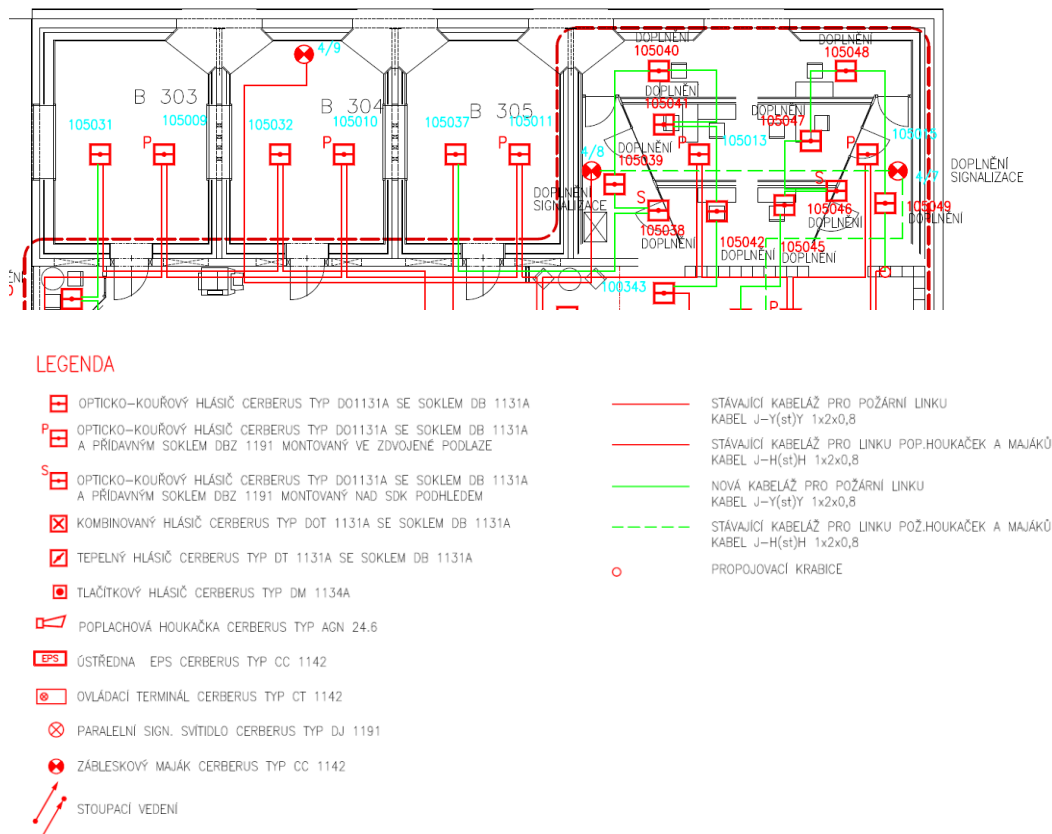 DOPLNĚNÍ
105040
DOPLNĚNÍ
105048
4/9
B 303
B 304
B 305
DOPLNĚNÍ
105041
DOPLNĚNÍ
105047
105031
105009
105032
105010
105037
105011
105013
105015
4/8
DOPLNĚNÍ
105039
4/7
DOPLNĚNÍ
SIGNALIZACE
DOPLNĚNÍ
SIGNALIZACE
P
P
P
P
P
S
S
105038
DOPLNĚNÍ
105046
DOPLNĚNÍ
105049
DOPLNĚNÍ
105042
DOPLNĚNÍ
105045
DOPLNĚNÍ
100343
P
LEGENDA
OPTICKO-KOUŘOVÝ HLÁSIČ CERBERUS TYP DO1131A SE SOKLEM DB 1131A
P
OPTICKO-KOUŘOVÝ HLÁSIČ CERBERUS TYP DO1131A SE SOKLEM DB 1131A
A PŘÍDAVNÝM SOKLEM DBZ 1191 MONTOVANÝ VE ZDVOJENÉ PODLAZE
S
OPTICKO-KOUŘOVÝ HLÁSIČ CERBERUS TYP DO1131A SE SOKLEM DB 1131A
A PŘÍDAVNÝM SOKLEM DBZ 1191 MONTOVANÝ NAD SDK PODHLEDEM
KOMBINOVANÝ HLÁSIČ CERBERUS TYP DOT 1131A SE SOKLEM DB 1131A
TEPELNÝ HLÁSIČ CERBERUS TYP DT 1131A SE SOKLEM DB 1131A
TLAČÍTKOVÝ HLÁSIČ CERBERUS TYP DM 1134A
POPLACHOVÁ HOUKAČKA CERBERUS TYP AGN 24.6
EPS
ÚSTŘEDNA EPS CERBERUS TYP CC 1142
OVLÁDACÍ TERMINÁL CERBERUS TYP CT 1142
PARALELNÍ SIGN. SVÍTIDLO CERBERUS TYP DJ 1191
ZÁBLESKOVÝ MAJÁK CERBERUS TYP CC 1142
STOUPACÍ VEDENÍ
STÁVAJÍCÍ KABELÁŽ PRO POŽÁRNÍ LINKU
KABEL J-Y(st)Y 1x2x0,8
STÁVAJÍCÍ KABELÁŽ PRO LINKU POP.HOUKAČEK A MAJÁKŮ
KABEL J-H(st)H 1x2x0,8
NOVÁ KABELÁŽ PRO POŽÁRNÍ LINKU
KABEL J-Y(st)Y 1x2x0,8
STÁVAJÍCÍ KABELÁŽ PRO LINKU POŽ.HOUKAČEK A MAJÁKŮ
KABEL J-H(st)H 1x2x0,8
PROPOJOVACÍ KRABICE